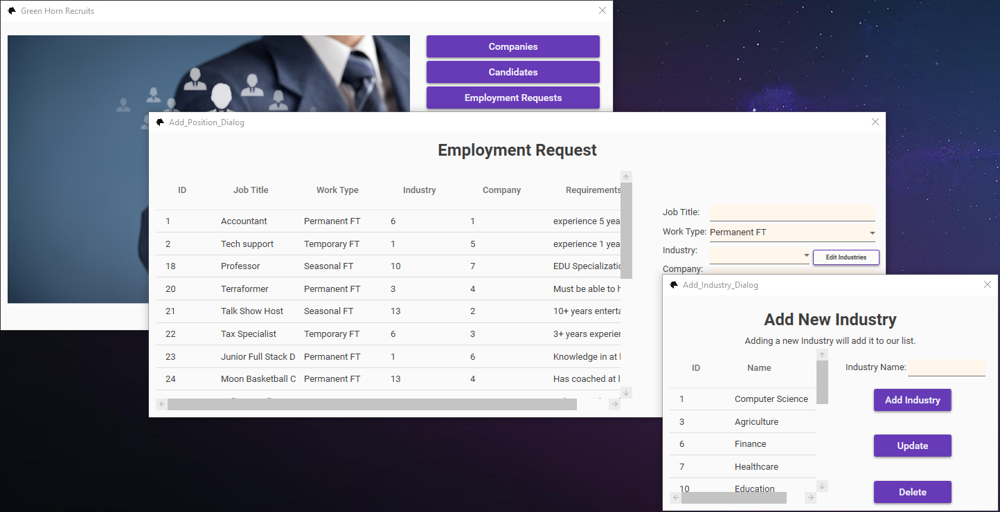 Green Horn Recruits
Companies
Candidates
Employment Requests
Add_Position_Dialog
Employment Request
ID Job Title Work Type Industry Company Requirements
1 Accountant Permanent FT 6 1 experience 5 yea
2 Tech support Temporary FT 1 5 experience 1 yea
18 Professor Seasonal FT 10 7 EDU Specializatio
20 Terraformer Permanent FT 3 4 Must be able to h
21 Talk Show Host Seasonal FT 13 2 10+ years enterta
22 Tax Specialist Temporary FT 6 3 3+ years experien
23 Junior Full Stack D Permanent FT 1 6 Knowledge in at l
24 Moon Basketball C Permanent FT 13 4 Has coached at l
Job Title:
Work Type: Permanent FT
Industry: Edit Industries
Company:
Add_Industry_Dialog
Add New Industry
Adding a new Industry will add it to our list.
ID Name
1 Computer Science
3 Agriculture
6 Finance
7 Healthcare
10 Education
Industry Name:
Add Industry
Update
Delete